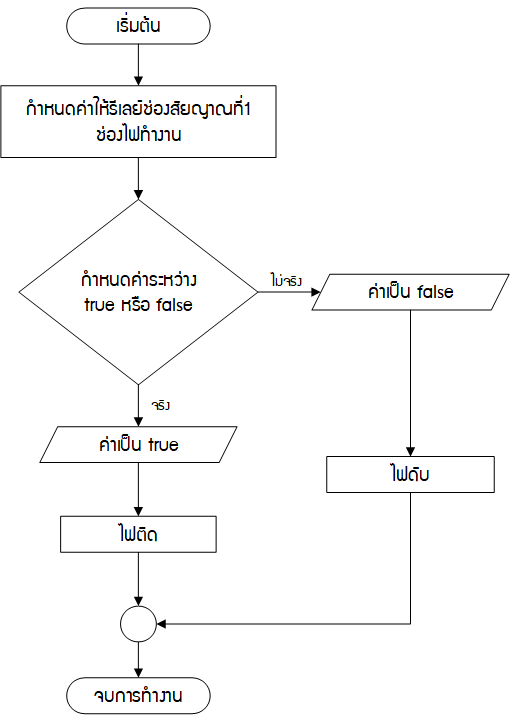 เริ่มต้น
กำหนดค่าให้รีเลย์ช่องสัญญาณที่1
ช่องไฟทำงาน
กำหนดค่าระหว่าง
true หรือ false
ไม่จริง
ค่าเป็น false
จริง
ค่าเป็น true
ไฟดับ
ไฟติด
จบการทำงาน